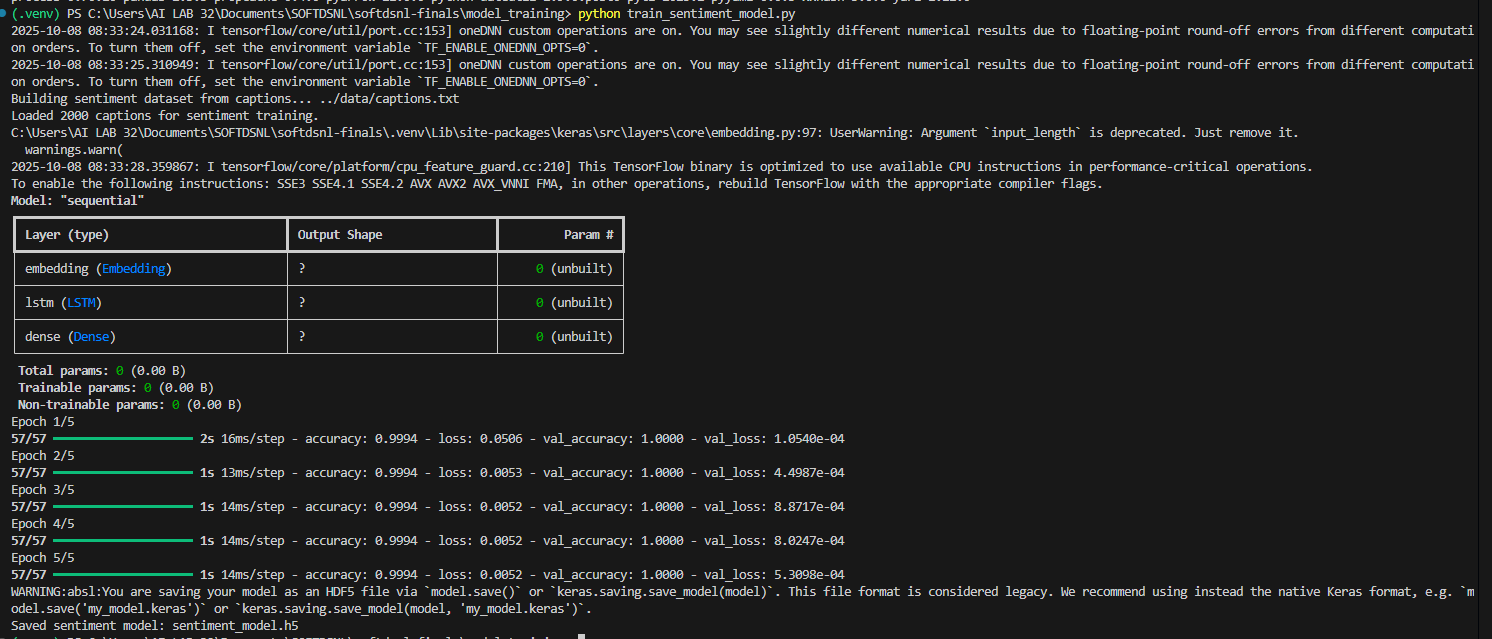 (.venv) PS C:\Users\AI LAB 32\Documents\SOFTDSNL\softdsnl-finals\model_training> python train_sentiment_model.py
2025-10-08 08:33:24.031168: I tensorflow/core/util/port.cc:153] oneDNN custom operations are on. You may see slightly different numerical results due to floating-point round-off errors from different computati
on orders. To turn them off, set the environment variable `TF_ENABLE_ONEDNN_OPTS=0`.
2025-10-08 08:33:25.310949: I tensorflow/core/util/port.cc:153] oneDNN custom operations are on. You may see slightly different numerical results due to floating-point round-off errors from different computati
on orders. To turn them off, set the environment variable `TF_ENABLE_ONEDNN_OPTS=0`.
Building sentiment dataset from captions... ../data/captions.txt
Loaded 2000 captions for sentiment training.
C:\Users\AI LAB 32\Documents\SOFTDSNL\softdsnl-finals\.venv\Lib\site-packages\keras\src\layers\core\embedding.py:97: UserWarning: Argument `input_length` is deprecated. Just remove it.
  warnings.warn(
2025-10-08 08:33:28.359867: I tensorflow/core/platform/cpu_feature_guard.cc:210] This TensorFlow binary is optimized to use available CPU instructions in performance-critical operations.
To enable the following instructions: SSE3 SSE4.1 SSE4.2 AVX AVX2 AVX_VNNI FMA, in other operations, rebuild TensorFlow with the appropriate compiler flags.
Model: "sequential"
Layer (type) Output Shape Param #
embedding (Embedding) ? 0 (unbuilt)
lstm (LSTM) ? 0 (unbuilt)
dense (Dense) ? 0 (unbuilt)
Total params: 0 (0.00 B)
Trainable params: 0 (0.00 B)
Non-trainable params: 0 (0.00 B)
Epoch 1/5
57/57 2s 16ms/step - accuracy: 0.9994 - loss: 0.0506 - val_accuracy: 1.0000 - val_loss: 1.0540e-04
Epoch 2/5
57/57 1s 13ms/step - accuracy: 0.9994 - loss: 0.0053 - val_accuracy: 1.0000 - val_loss: 4.4987e-04
Epoch 3/5
57/57 1s 14ms/step - accuracy: 0.9994 - loss: 0.0052 - val_accuracy: 1.0000 - val_loss: 8.8717e-04
Epoch 4/5
57/57 1s 14ms/step - accuracy: 0.9994 - loss: 0.0052 - val_accuracy: 1.0000 - val_loss: 8.0247e-04
Epoch 5/5
57/57 1s 14ms/step - accuracy: 0.9994 - loss: 0.0052 - val_accuracy: 1.0000 - val_loss: 5.3098e-04
WARNING:absl:You are saving your model as an HDF5 file via `model.save()` or `keras.saving.save_model(model)`. This file format is considered legacy. We recommend using instead the native Keras format, e.g. `m
odel.save('my_model.keras')` or `keras.saving.save_model(model, 'my_model.keras')`.
Saved sentiment model: sentiment_model.h5